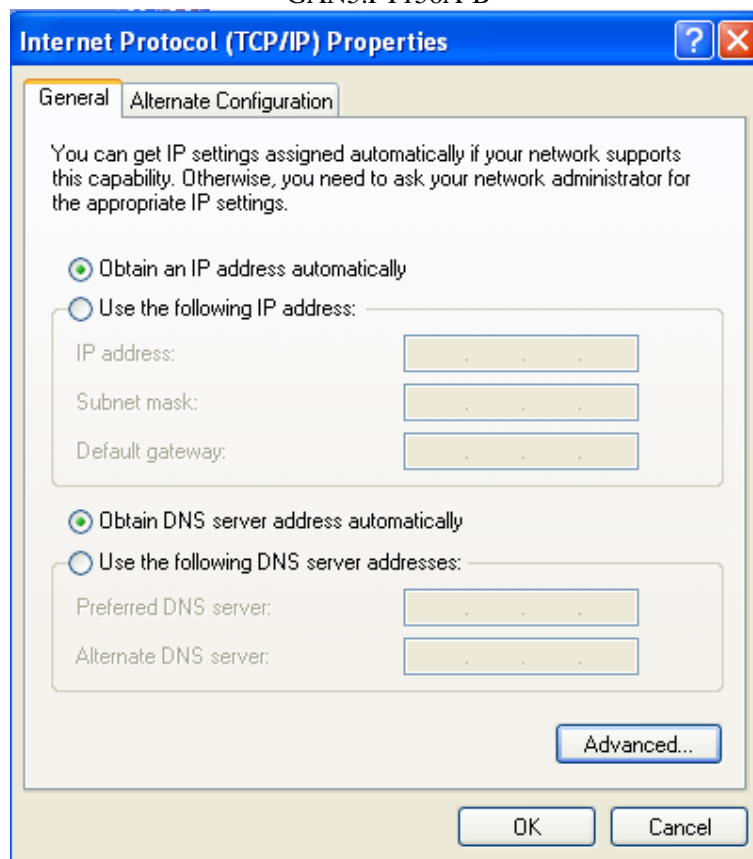 Internet Protocol (TCP/IP) Properties
General
Alternate Configuration
You can get IP settings assigned automatically if your network supports
this capability. Otherwise, you need to ask your network administrator for
the appropriate IP settings.
Obtain an IP address automatically
Use the following IP address:
IP address:
Subnet mask:
Default gateway:
Obtain DNS server address automatically
Use the following DNS server addresses:
Preferred DNS server:
Alternate DNS server:
Advanced...
OK
Cancel